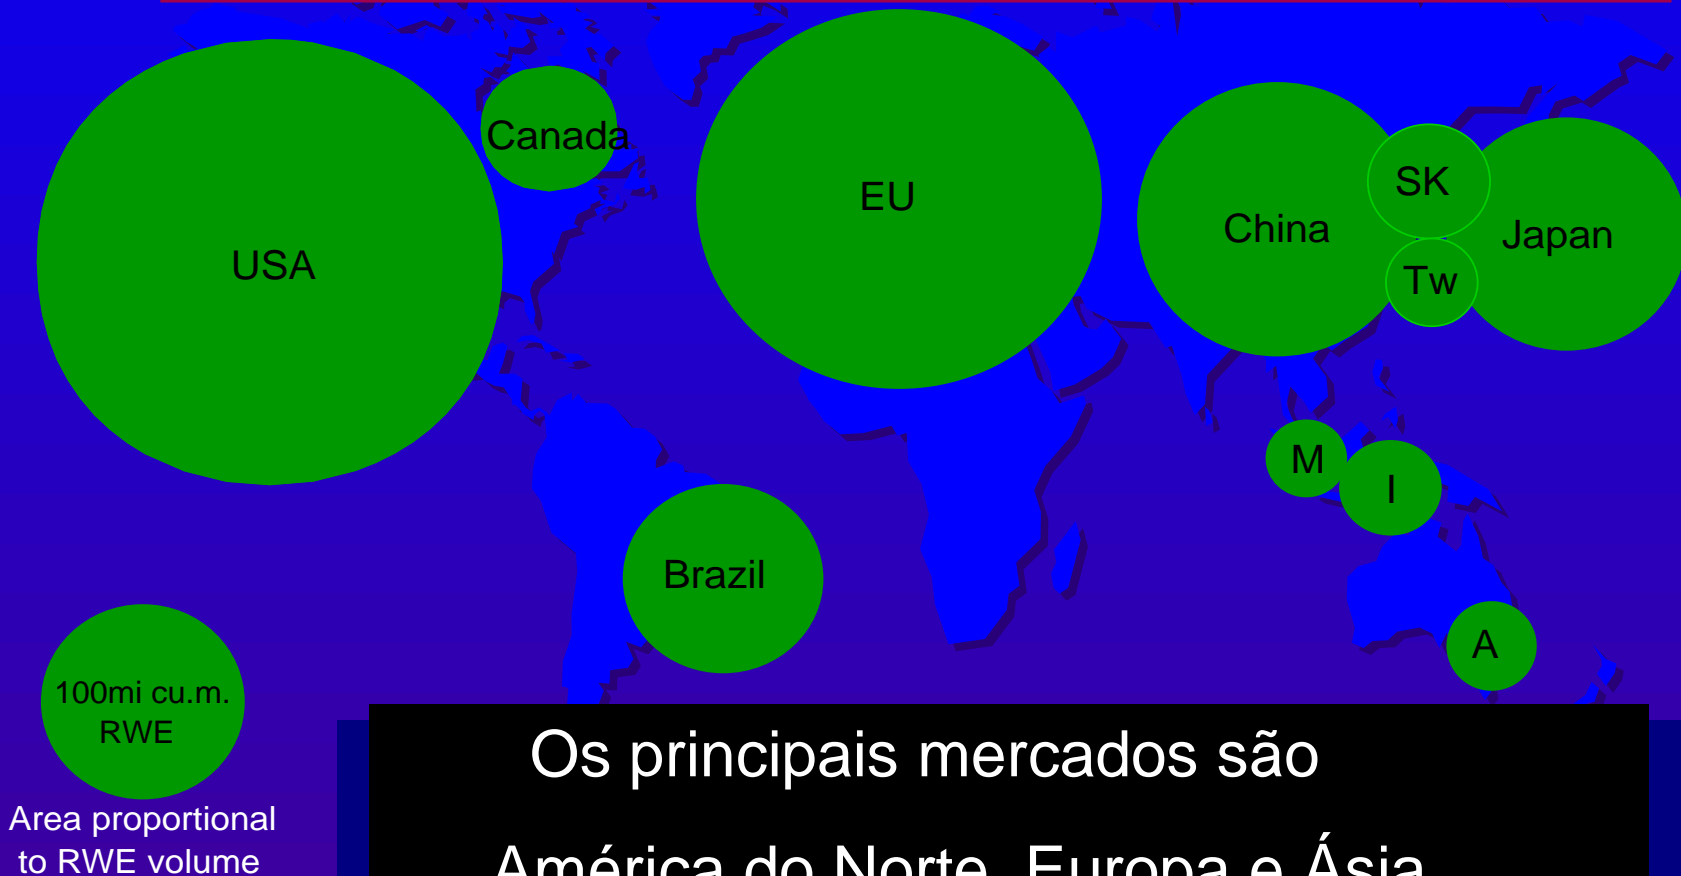 Canada
EU
SK
China
Japan
USA
Tw
M
I
Brazil
A
100mi cu.m.
RWE
Area proportional
to RWE volume
Os principais mercados são
América do Norte, Europa e Ásia